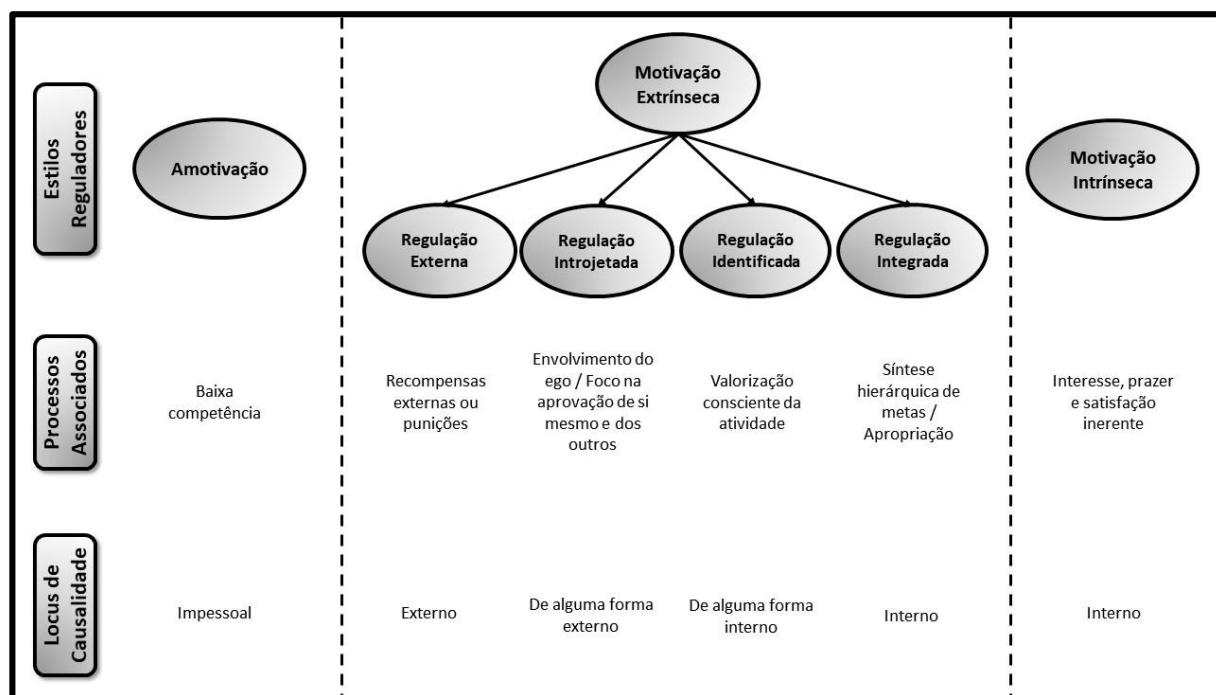 Estilos
Reguladores
Amotivação
Motivação
Extrínseca
Regulação
Externa
Regulação
Introjetada
Regulação
Identificada
Regulação
Integrada
Motivação
Intrínseca
Processos
Associados
Baixa
competência
Recompensas
externas ou
punições
Envolvimento do
ego / Foco na
aprovação de si
mesmo e dos
outros
Valorização
consciente da
atividade
Síntese
hierárquica de
metas /
Apropriação
Interesse, prazer
e satisfação
inerente
Locus de
Causalidade
Impessoal
Externo
De alguma forma
externo
De alguma forma
interno
Interno
Interno